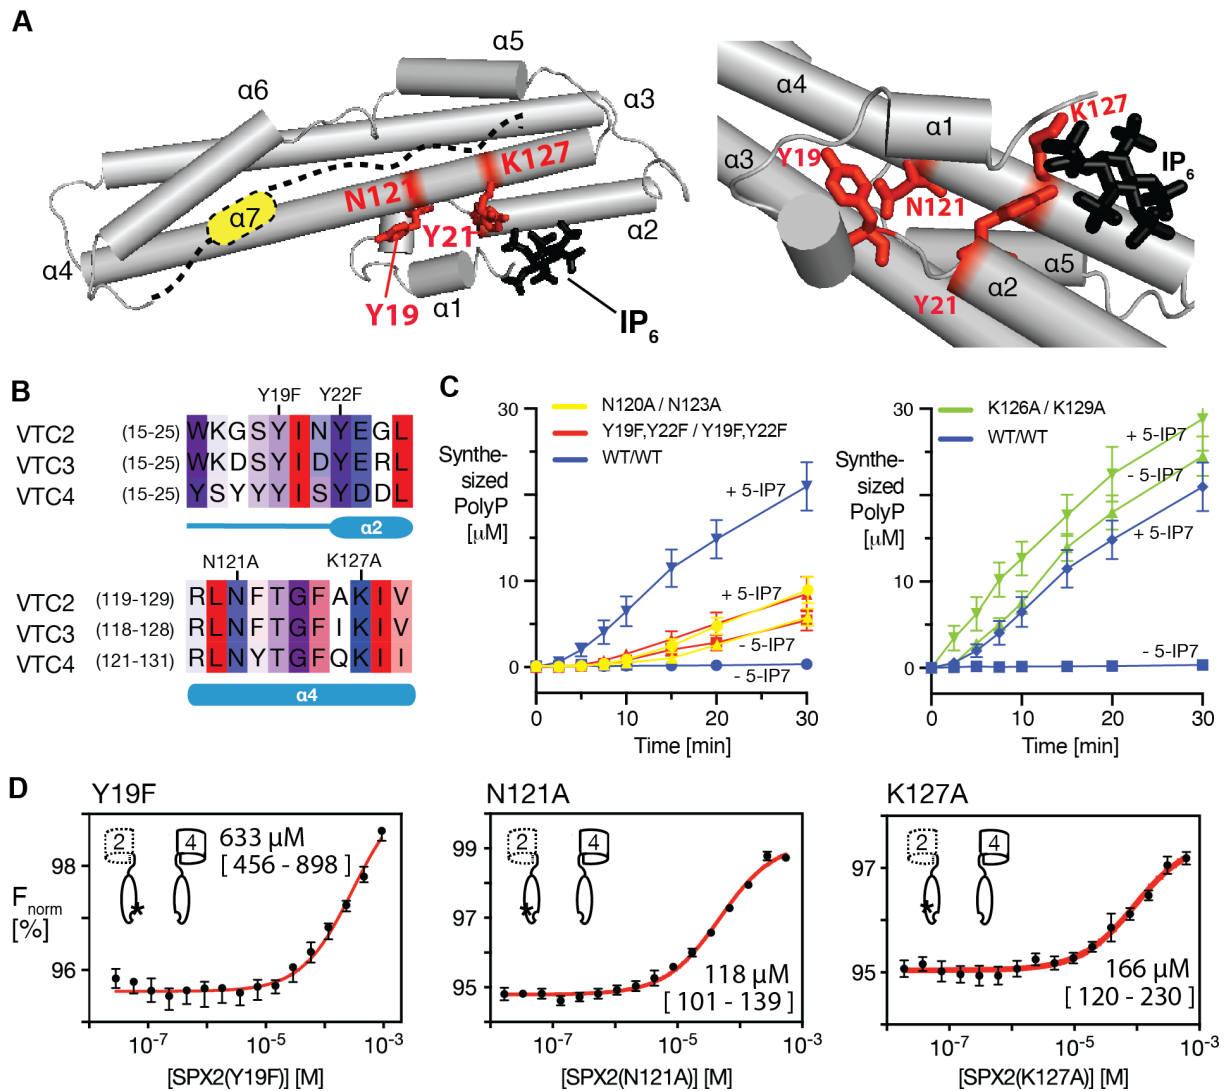 A
α5
α6
α3
K127
N121
α7
Y21
α2
α4
α1
Y19
IP6
α4
K127
α1
α3
Y19
IP6
N121
α5
α2
Y21
B
Y19F Y22F
VTC2 (15-25) WKGSYINYEGL
VTC3 (15-25) WKDSYIDYERL
VTC4 (15-25) YSYYYISYDDL
α2
N121A K127A
VTC2 (119-129) RLNFTGFAKIV
VTC3 (118-128) RLNFTGFIKIV
VTC4 (121-131) RLNYTGFQKII
α4
C
N120A / N123A
Y19F,Y22F / Y19F,Y22F
WT/WT
30
Synthe-
sized
PolyP
[μM]
10
0
+ 5-IP7
+ 5-IP7
- 5-IP7
- 5-IP7
0 10 20 30
Time [min]
K126A / K129A
WT/WT
30
Synthe-
sized
PolyP
[μM]
10
0
+ 5-IP7
- 5-IP7
+ 5-IP7
- 5-IP7
0 10 20 30
Time [min]
D
Y19F
2 4
633 μM
[ 456 - 898 ]
98
Fnorm
[%]
96
*
10-7 10-5 10-3
[SPX2(Y19F)] [M]
N121A
2 4
99
97
95
*
118 μM
[ 101 - 139 ]
10-7 10-5 10-3
[SPX2(N121A)] [M]
K127A
2 4
97
95
*
166 μM
[ 120 - 230 ]
10-7 10-5 10-3
[SPX2(K127A)] [M]